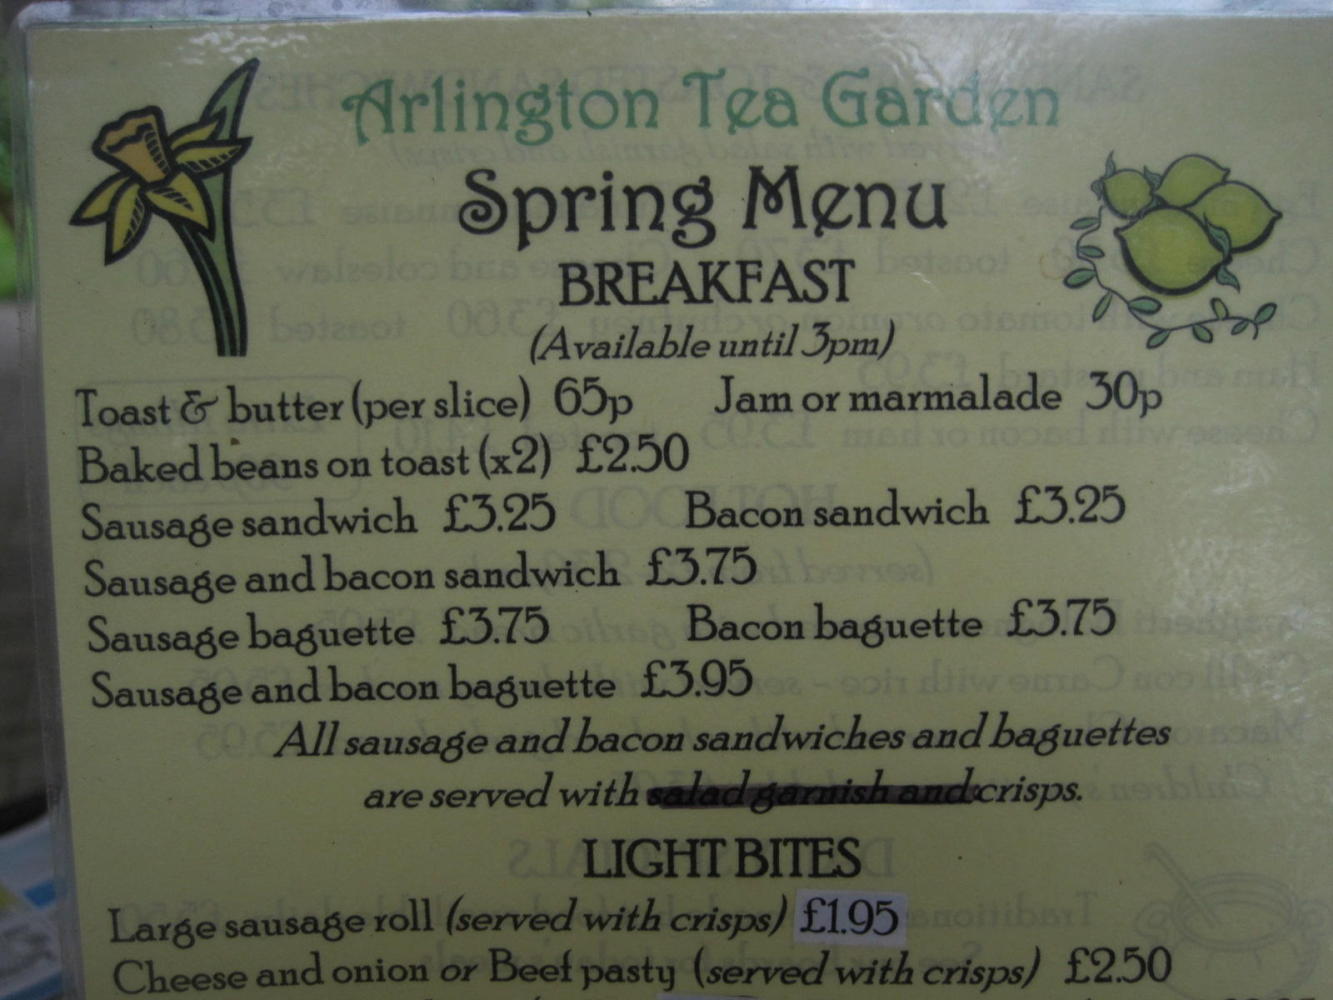 Arlington Tea Garden
Spring Menu
BREAKFAST
(Available until 3pm)
Toast & butter (per slice) 65p Jam or marmalade 30p
Baked beans on toast (x2) £2.50
Sausage sandwich £3.25 Bacon sandwich £3.25
Sausage and bacon sandwich £3.75
Sausage baguette £3.75 Bacon baguette £3.75
Sausage and bacon baguette £3.95
All sausage and bacon sandwiches and baguettes
are served with salad garnish and crisps.
LIGHT BITES
Large sausage roll (served with crisps) £1.95
Cheese and onion or Beef pasty (served with crisps) £2.50